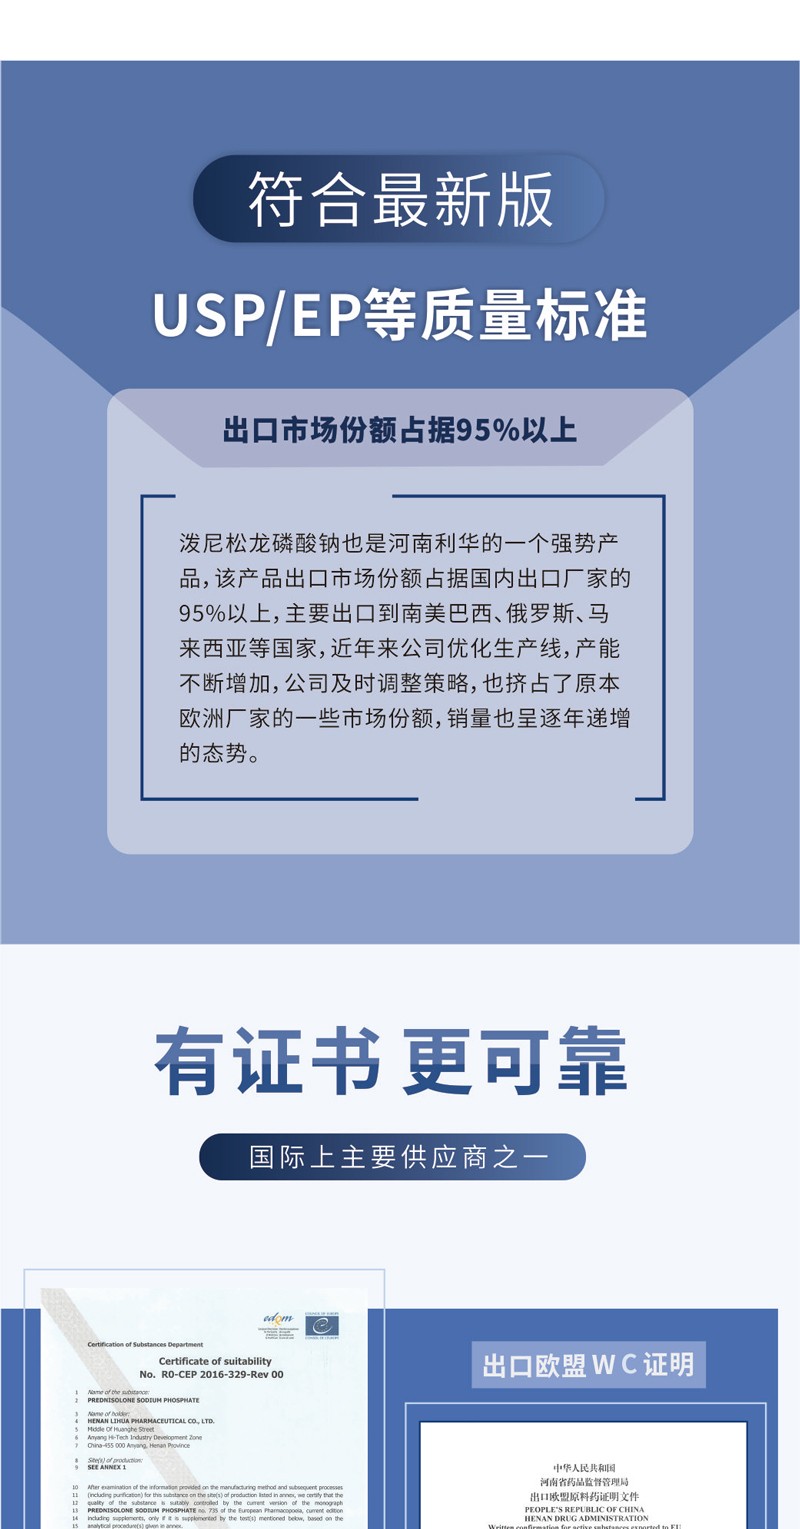 符合最新版
USP/EP等质量标准
出口市场份额占据95%以上
泼尼松龙磷酸钠也是河南利华的一个强势产
品，该产品出口市场份额占据国内出口厂家的
95%以上，主要出口到南美巴西、俄罗斯、马
来西亚等国家，近年来公司优化生产线，产能
不断增加，公司及时调整策略，也挤占了原本
欧洲厂家的一些市场份额，销量也呈逐年递增
的态势。
有证书 更可靠
国际上主要供应商之一
edqm
COUNCIL OF EUROPE
Certification of Substances Department
Certificate of suitability
No. R0-CEP 2016-329-Rev 00
1 Name of the substance:
2 PREDNISOLONE SODIUM PHOSPHATE
3 Name of holder:
4 HENAN LIHUA PHARMACEUTICAL CO., LTD.
5 Middle Of Huanghe Street
6 Anyang Hi-Tech Industry Development Zone
7 China-455 000 Anyang, Henan Province
8 Site(s) of production:
9 SEE ANNEX 1
10 After examination of the information provided on the manufacturing method and subsequent processes
11 (including purification) for this substance on the site(s) of production listed in annex, we certify that the
12 quality of the substance is suitably controlled by the current version of the monograph
13 PREDNISOLONE SODIUM PHOSPHATE no. 735 of the European Pharmacopoeia, current edition
14 including supplements, only if it is supplemented by the test(s) mentioned below, based on the
15 analytical procedure(s) given in annex.
出口欧盟WC证明
中华人民共和国
河南省药品监督管理局
出口欧盟原料药证明文件
PEOPLE'S REPUBLIC OF CHINA
HENAN DRUG ADMINISTRATION
Written confirmation for active substances exported to EU